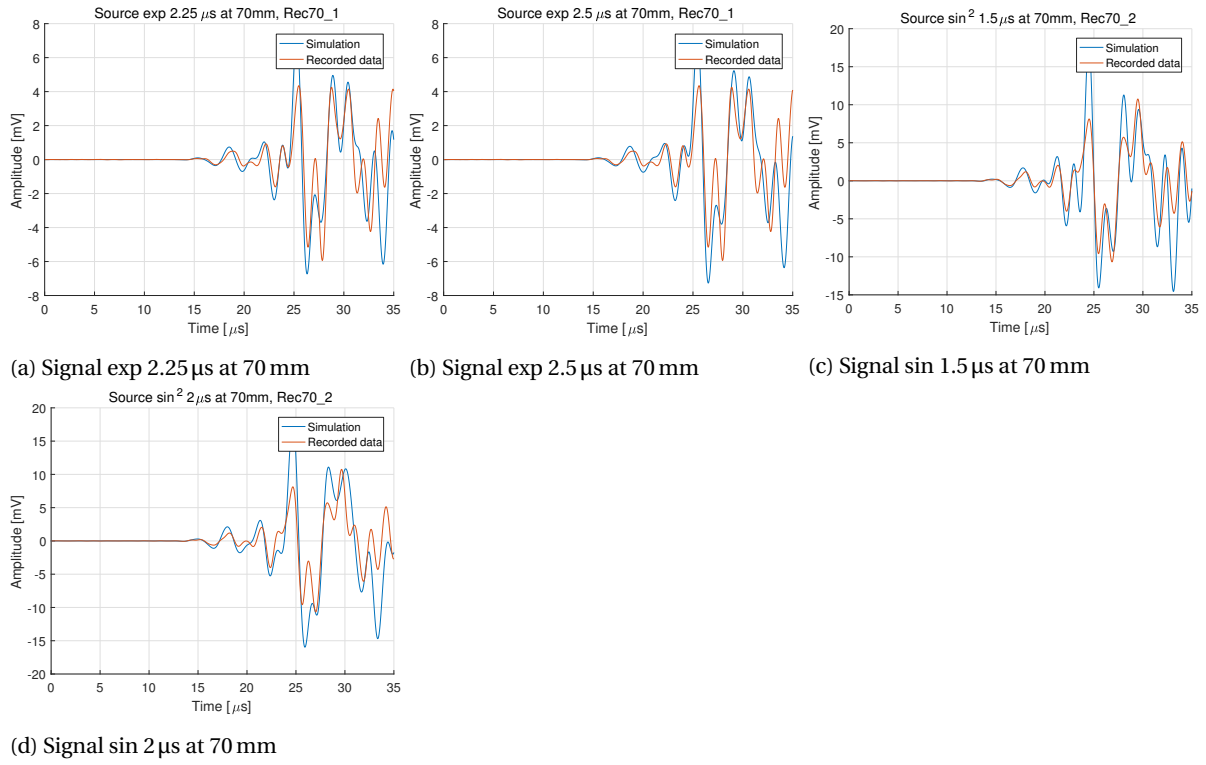 Source exp 2.25 μs at 70mm, Rec70_1
Simulation
Recorded data
Amplitude [mV]
8
6
4
2
0
-2
-4
-6
-8
0 5 10 15 20 25 30 35
Time [μs]
(a) Signal exp 2.25 μs at 70 mm
Source exp 2.5 μs at 70mm, Rec70_1
Simulation
Recorded data
Amplitude [mV]
8
6
4
2
0
-2
-4
-6
-8
0 5 10 15 20 25 30 35
Time [μs]
(b) Signal exp 2.5 μs at 70 mm
Source sin² 1.5μs at 70mm, Rec70_2
Simulation
Recorded data
Amplitude [mV]
20
15
10
5
0
-5
-10
-15
0 5 10 15 20 25 30 35
Time [μs]
(c) Signal sin 1.5 μs at 70 mm
Source sin² 2μs at 70mm, Rec70_2
Simulation
Recorded data
Amplitude [mV]
20
15
10
5
0
-5
-10
-15
-20
0 5 10 15 20 25 30 35
Time [μs]
(d) Signal sin 2 μs at 70 mm